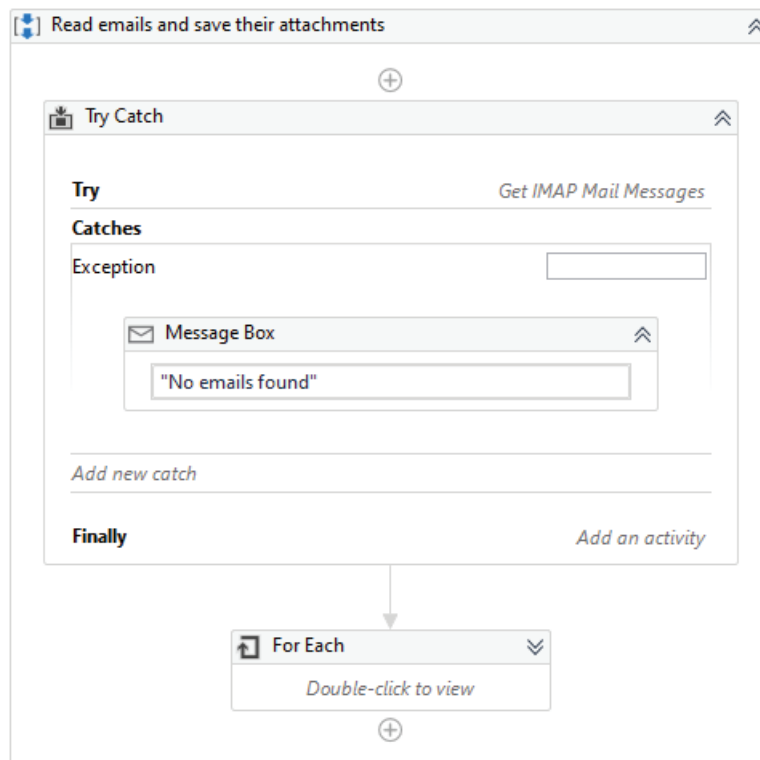 Read emails and save their attachments
Try Catch
Try Get IMAP Mail Messages
Catches
Exception
Message Box
"No emails found"
Add new catch
Finally Add an activity
For Each
Double-click to view